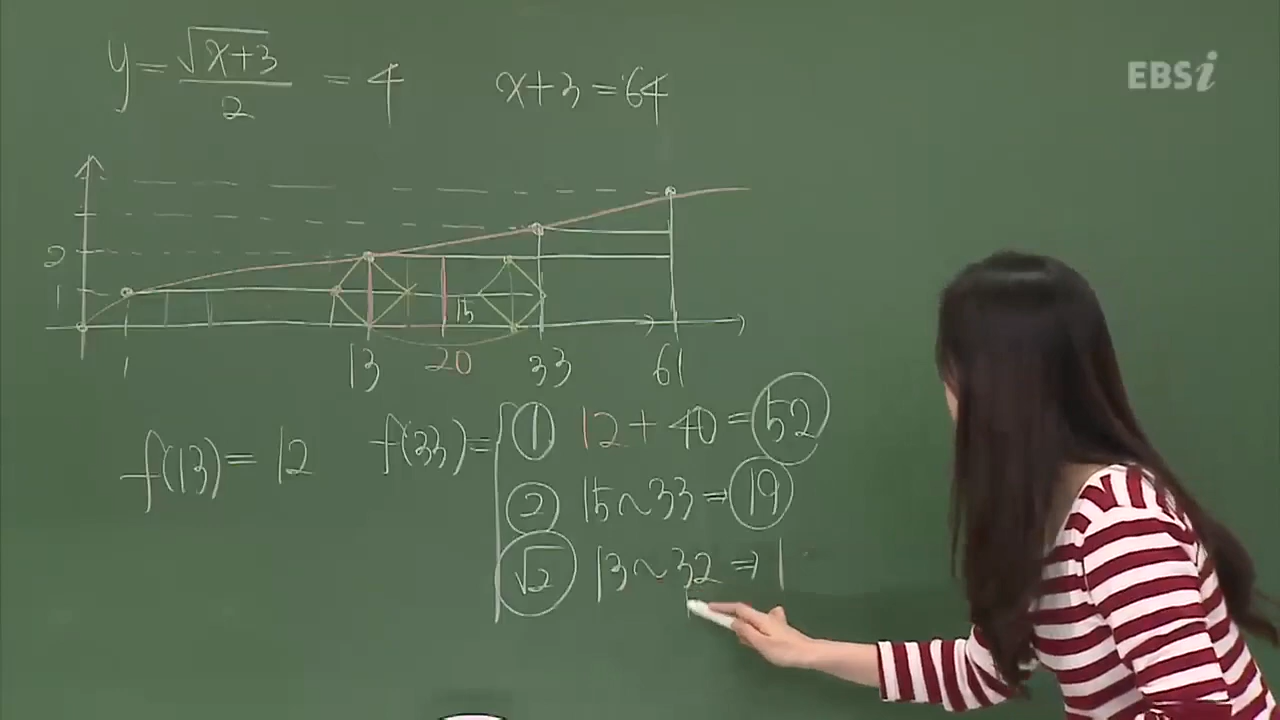 y = √(x+3) / 2 = 4
x+3 = 64
EBSi
2
1
15
1
13
20
33
61
f(13) = 12
f(33) =
① 12 + 40 = 52
② 15 ~ 33 ⇒ 19
√2 13 ~ 32 ⇒ 1